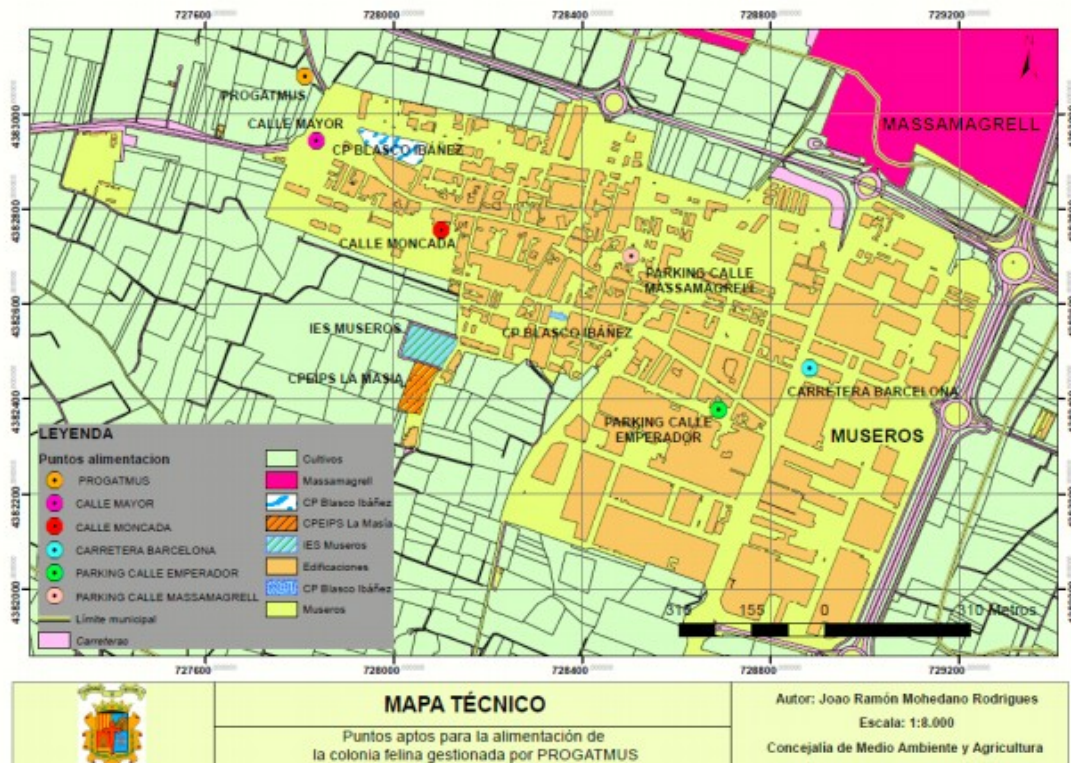 727600 728000 728400 728800 729200
N
PROGATMUS
CALLE MAYOR
CP BLASCO IBÁÑEZ
MASSAMAGRELL
CALLE MONCADA
PARKING CALLE
MASSAMAGRELL
IES MUSEROS
CP BLASCO IBÁÑEZ
CPEIPS LA MASIA
CARRETERA BARCELONA
PARKING CALLE
EMPERADOR
MUSEROS
4383000
4382800
4382600
4382400
4382200
4382000
LEYENDA
Puntos alimentacion
PROGATMUS
CALLE MAYOR
CALLE MONCADA
CARRETERA BARCELONA
PARKING CALLE EMPERADOR
PARKING CALLE MASSAMAGRELL
Límite municipal
Carreteras
Cultivos
Massamagrell
CP Blasco Ibáñez
CPEIPS La Masía
IES Museros
Edificaciones
CP Blasco Ibáñez
Museros
310 155 0 310 Metros
727600 728000 728400 728800 729200
MAPA TÉCNICO
Puntos aptos para la alimentación de
la colonia felina gestionada por PROGATMUS
Autor: Joao Ramón Mohedano Rodrigues
Escala: 1:8.000
Concejalía de Medio Ambiente y Agricultura